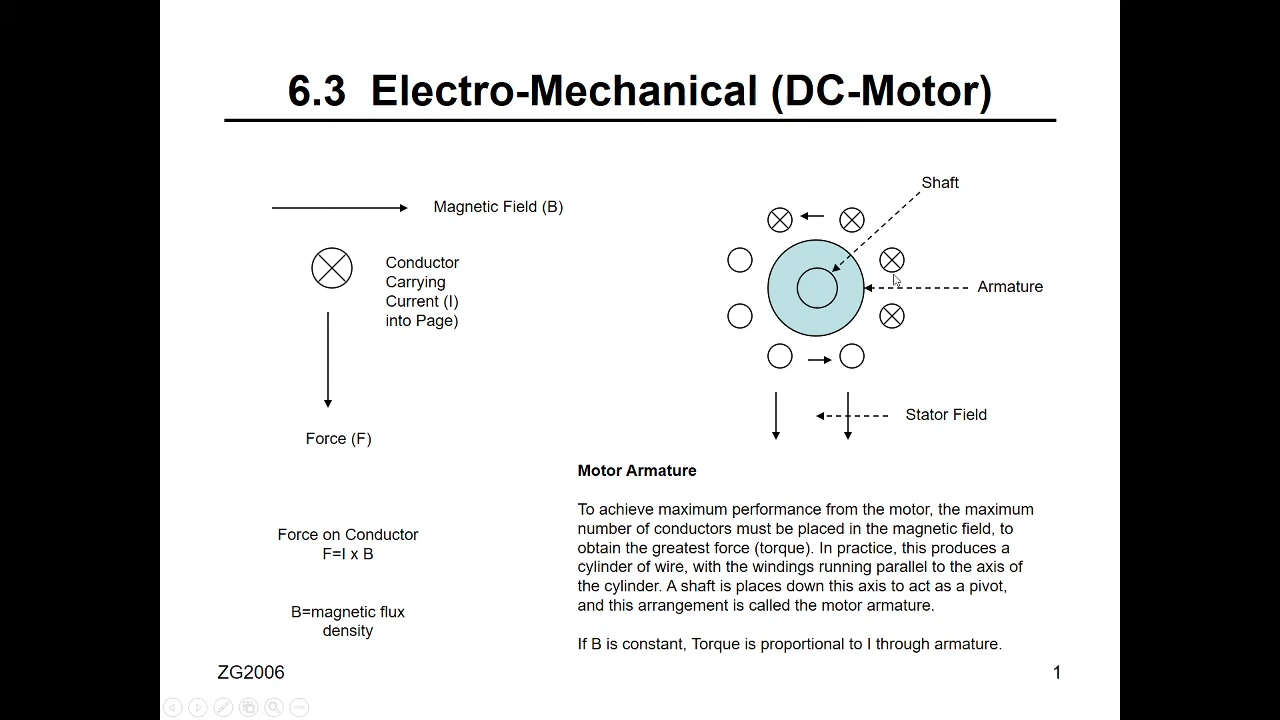 6.3 Electro-Mechanical (DC-Motor)
Magnetic Field (B)
Conductor
Carrying
Current (I)
into Page)
Force (F)
Force on Conductor
F=I x B
B=magnetic flux
density
Shaft
Armature
Stator Field
Motor Armature
To achieve maximum performance from the motor, the maximum
number of conductors must be placed in the magnetic field, to
obtain the greatest force (torque). In practice, this produces a
cylinder of wire, with the windings running parallel to the axis of
the cylinder. A shaft is places down this axis to act as a pivot,
and this arrangement is called the motor armature.
If B is constant, Torque is proportional to I through armature.
ZG2006
1